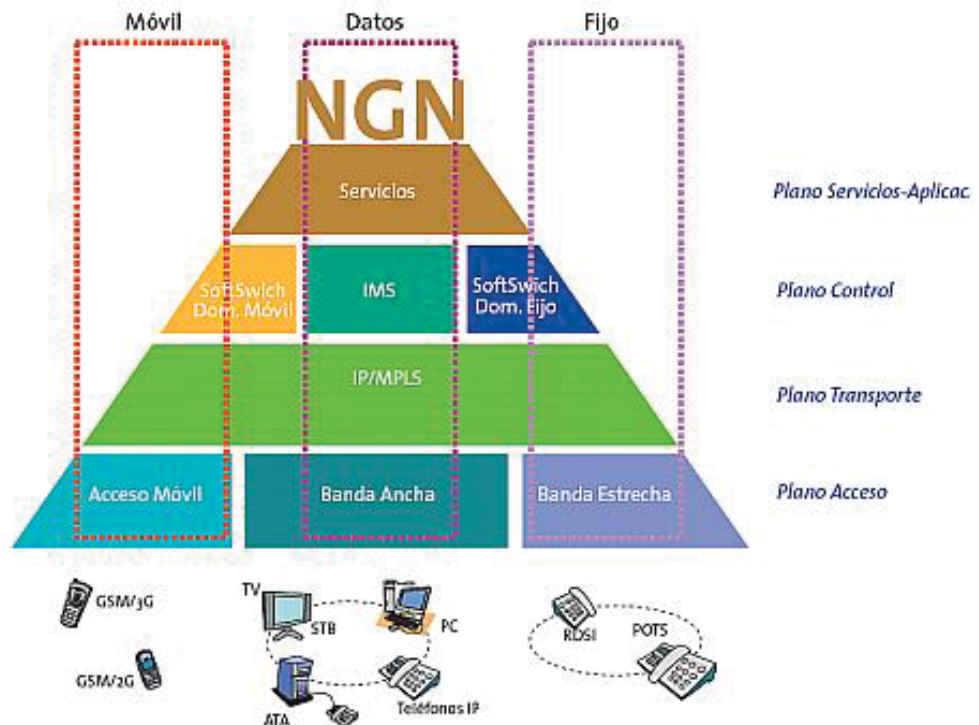 Móvil
Datos
Fijo
NGN
Servicios
Plano Servicios-Aplicac.
SoftSwich
Dom. Móvil
IMS
SoftSwich
Dom. Fijo
Plano Control
IP/MPLS
Plano Transporte
Acceso Móvil
Banda Ancha
Banda Estrecha
Plano Acceso
GSM/3G
GSM/2G
TV
STB
PC
ATA
Teléfonos IP
RDSI
POTS